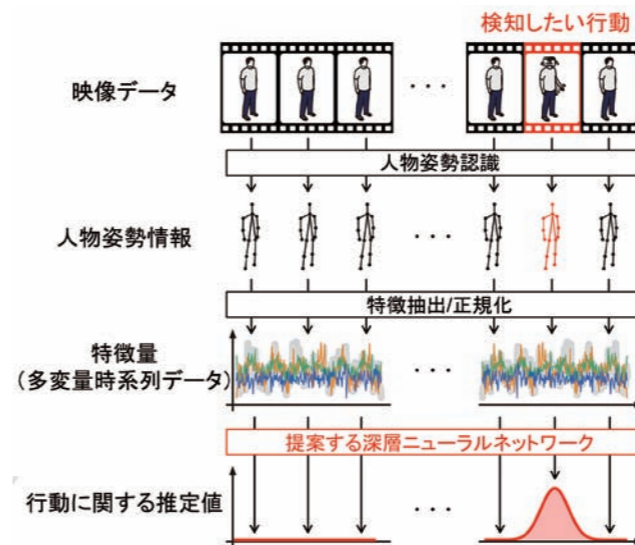 検知したい行動
映像データ
・・・
人物姿勢認識
人物姿勢情報
・・・
特徴抽出/正規化
特徴量
(多変量時系列データ)
・・・
提案する深層ニューラルネットワーク
行動に関する推定値
・・・